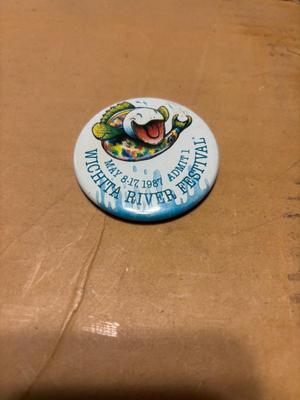 MAY 8-17, 1987 ADMIT 1
WICHITA RIVER FESTIVAL